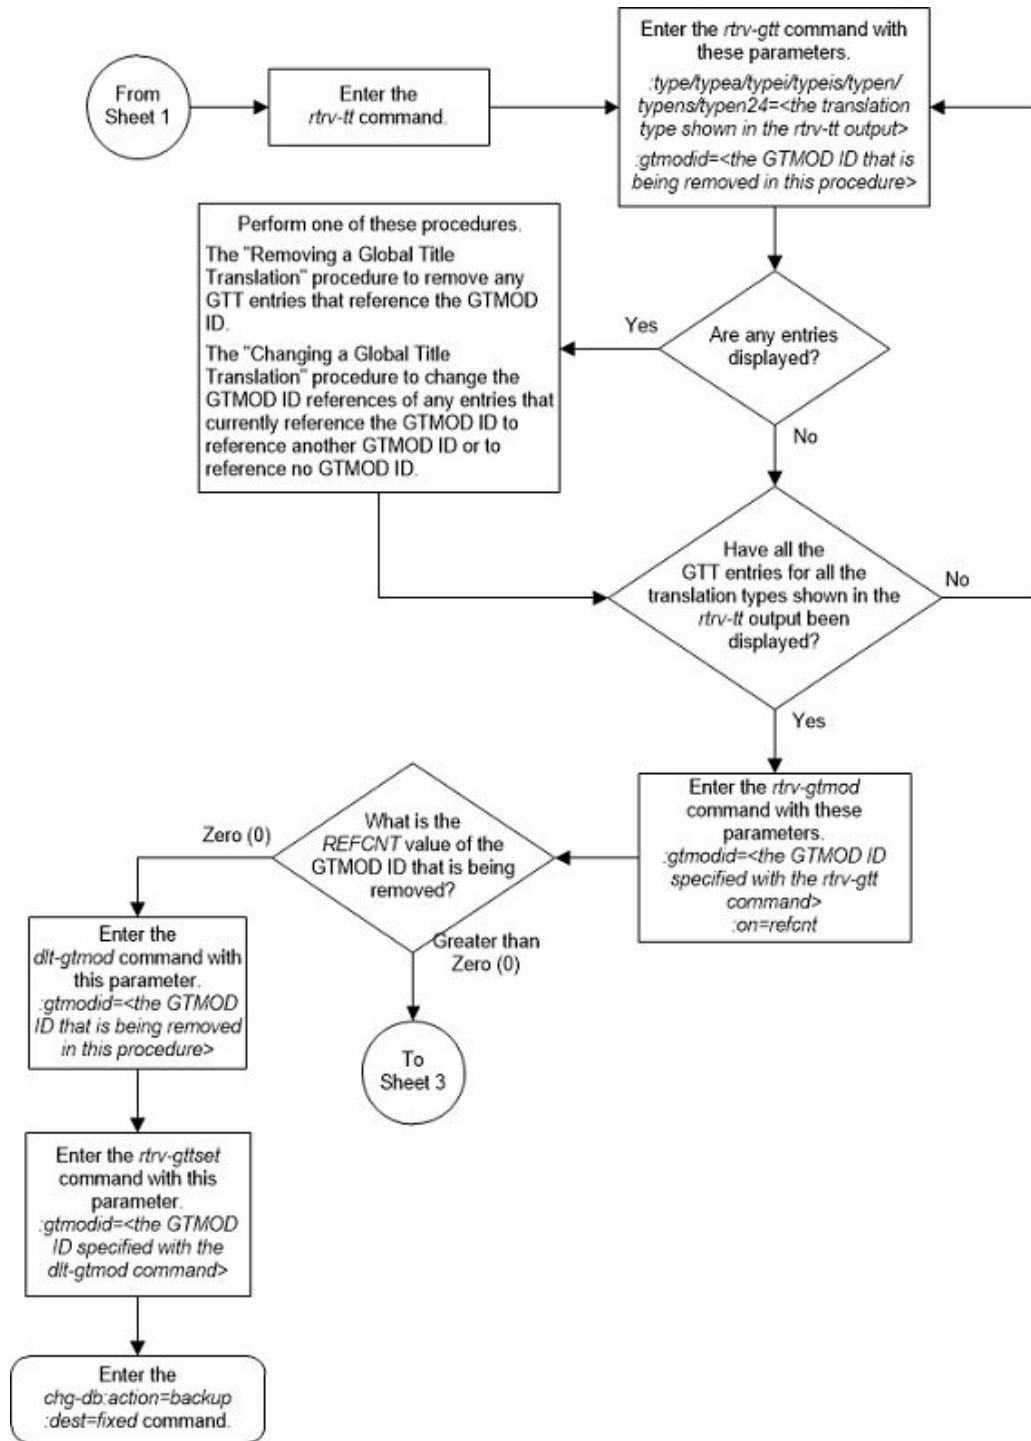 From
Sheet 1
Enter the
rtrv-tt command.
Enter the rtrv-gtt command with
these parameters.
:type/typea/typei/typeis/typen/
typens/typen24=<the translation
type shown in the rtrv-tt output>
:gtmodid=<the GTMOD ID that is
being removed in this procedure>
Perform one of these procedures.
The "Removing a Global Title
Translation" procedure to remove any
GTT entries that reference the GTMOD
ID.
The "Changing a Global Title
Translation" procedure to change the
GTMOD ID references of any entries that
currently reference the GTMOD ID to
reference another GTMOD ID or to
reference no GTMOD ID.
Yes
Are any entries
displayed?
No
Have all the
GTT entries for all the
translation types shown in the
rtrv-tt output been
displayed?
No
Yes
Enter the rtrv-gtmod
command with these
parameters.
:gtmodid=<the GTMOD ID
specified with the rtrv-gtt
command>
:on=refcnt
What is the
REFCNT value of the
GTMOD ID that is being
removed?
Zero (0)
Greater than
Zero (0)
To
Sheet 3
Enter the
dlt-gtmod command with
this parameter.
:gtmodid=<the GTMOD
ID that is being removed
in this procedure>
Enter the rtrv-gttset
command with this
parameter.
:gtmodid=<the GTMOD
ID specified with the
dlt-gtmod command>
Enter the
chg-db:action=backup
:dest=fixed command.